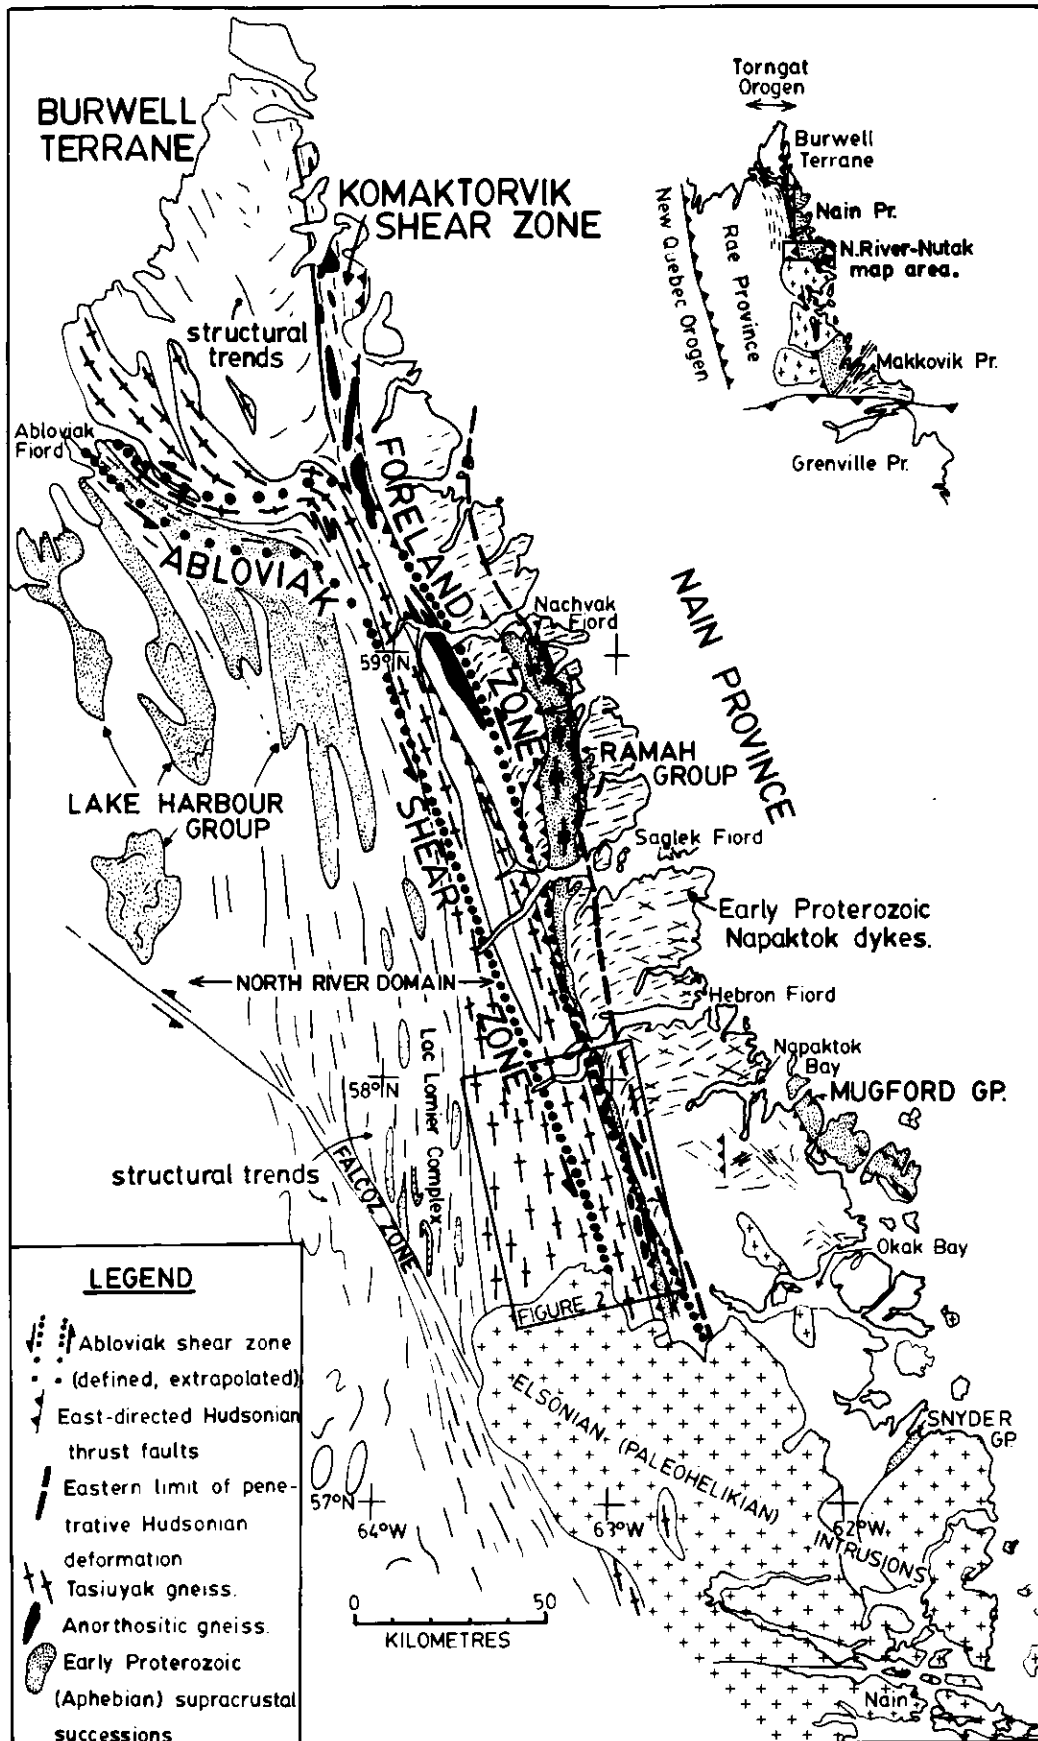 BURWELL
TERRANE
KOMAKTORVIK
SHEAR ZONE
structural
trends
Abloviak
Fiord
ABLOVIAK
SHEAR
ZONE
FORELAND
ZONE
Nachvak
Fiord
59°N
NAIN PROVINCE
RAMAH
GROUP
LAKE HARBOUR
GROUP
Saglek Fiord
Early Proterozoic
Napaktok dykes.
NORTH RIVER DOMAIN
Hebron Fiord
Lac Lomier Complex
Napaktok
Bay
58°N
MUGFORD GP.
structural trends
FALCOZ ZONE
Okak Bay
FIGURE 2
ELSONIAN (PALEOHELIKIAN)
INTRUSIONS
SNYDER
GP
57°N
64°W
63°W
62°W
0 50
KILOMETRES
Nain
Torngat
Orogen
Burwell
Terrane
Nain Pr.
N.River-Nutak
map area.
New Quebec Orogen
Rae Province
Makkovik Pr.
Grenville Pr.
LEGEND
Abloviak shear zone
(defined, extrapolated)
East-directed Hudsonian
thrust faults
Eastern limit of pene-
trative Hudsonian
deformation
Tasiuyak gneiss.
Anorthositic gneiss.
Early Proterozoic
(Aphebian) supracrustal
successions